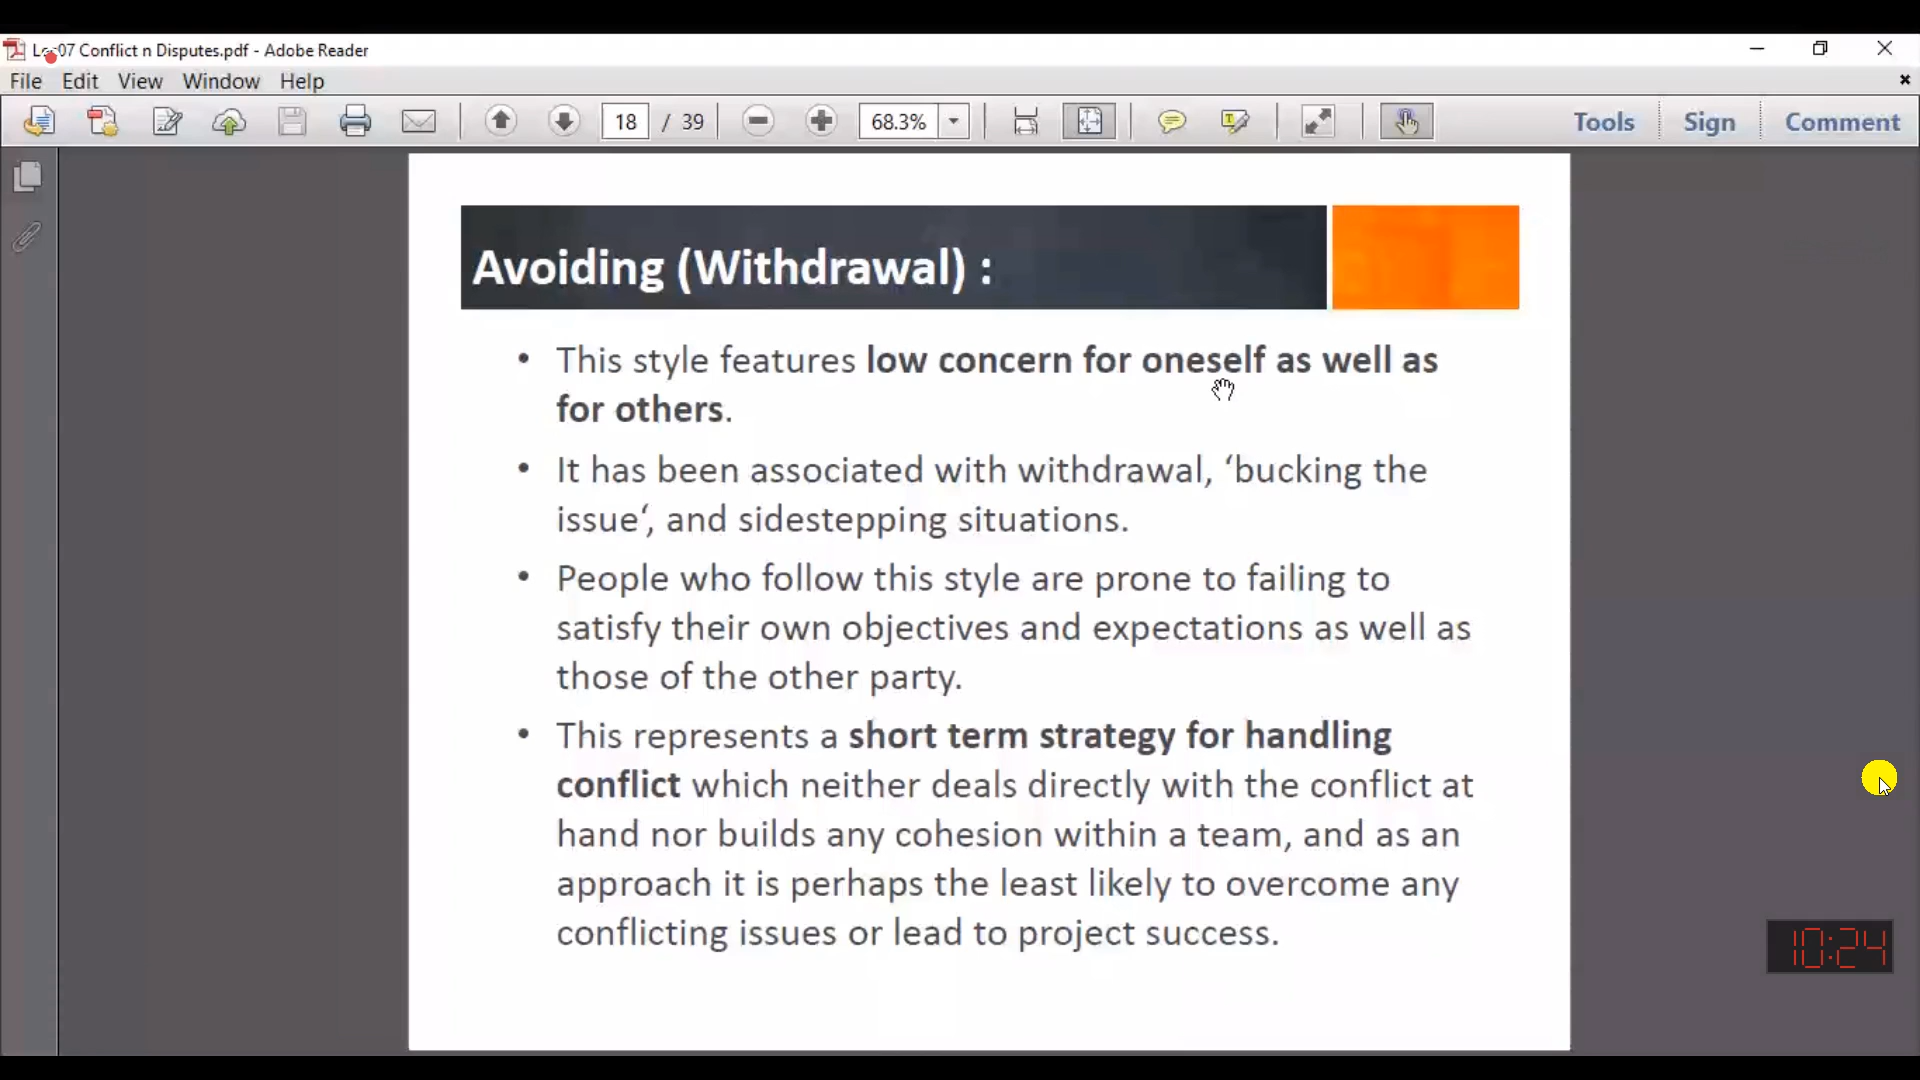 Lec07 Conflict n Disputes.pdf - Adobe Reader
File Edit View Window Help
18 / 39 68.3% Tools Sign Comment
Avoiding (Withdrawal) :
• This style features low concern for oneself as well as
for others.
• It has been associated with withdrawal, ‘bucking the
issue‘, and sidestepping situations.
• People who follow this style are prone to failing to
satisfy their own objectives and expectations as well as
those of the other party.
• This represents a short term strategy for handling
conflict which neither deals directly with the conflict at
hand nor builds any cohesion within a team, and as an
approach it is perhaps the least likely to overcome any
conflicting issues or lead to project success.
10:24